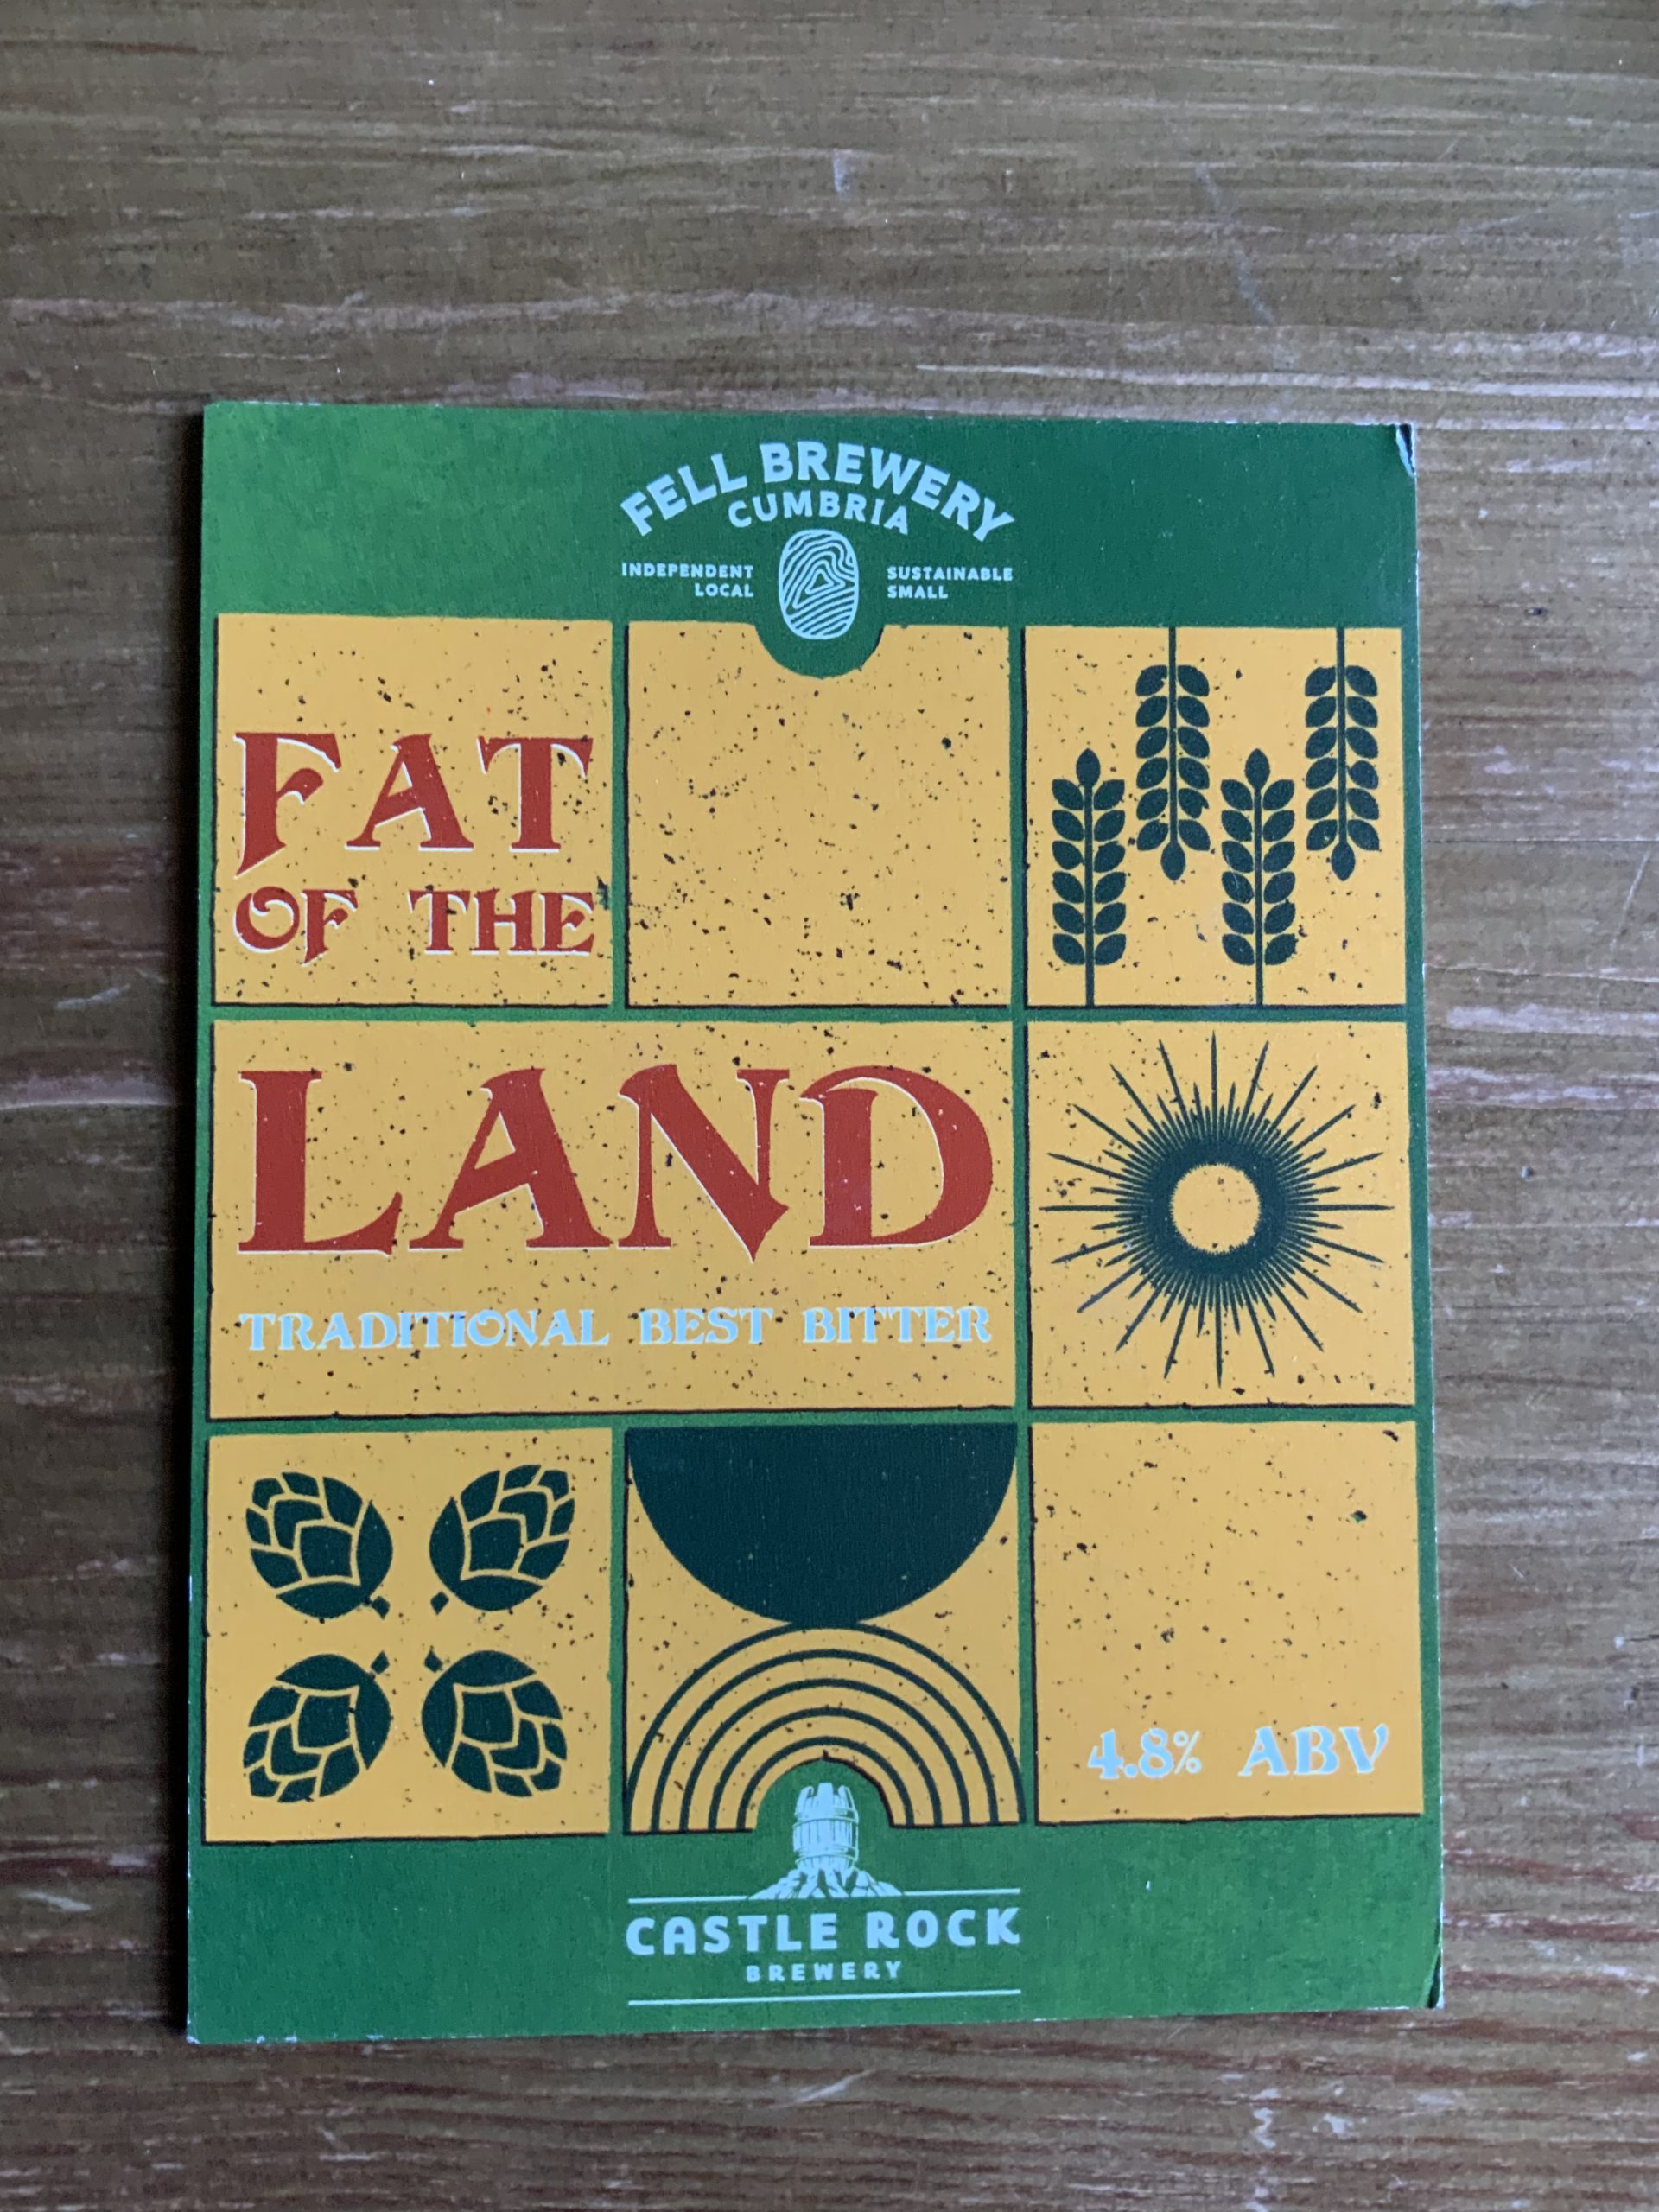 FELL BREWERY
CUMBRIA
INDEPENDENT
LOCAL
SUSTAINABLE
SMALL
FAT
OF THE
LAND
TRADITIONAL BEST BITTER
4.8% ABV
CASTLE ROCK
BREWERY